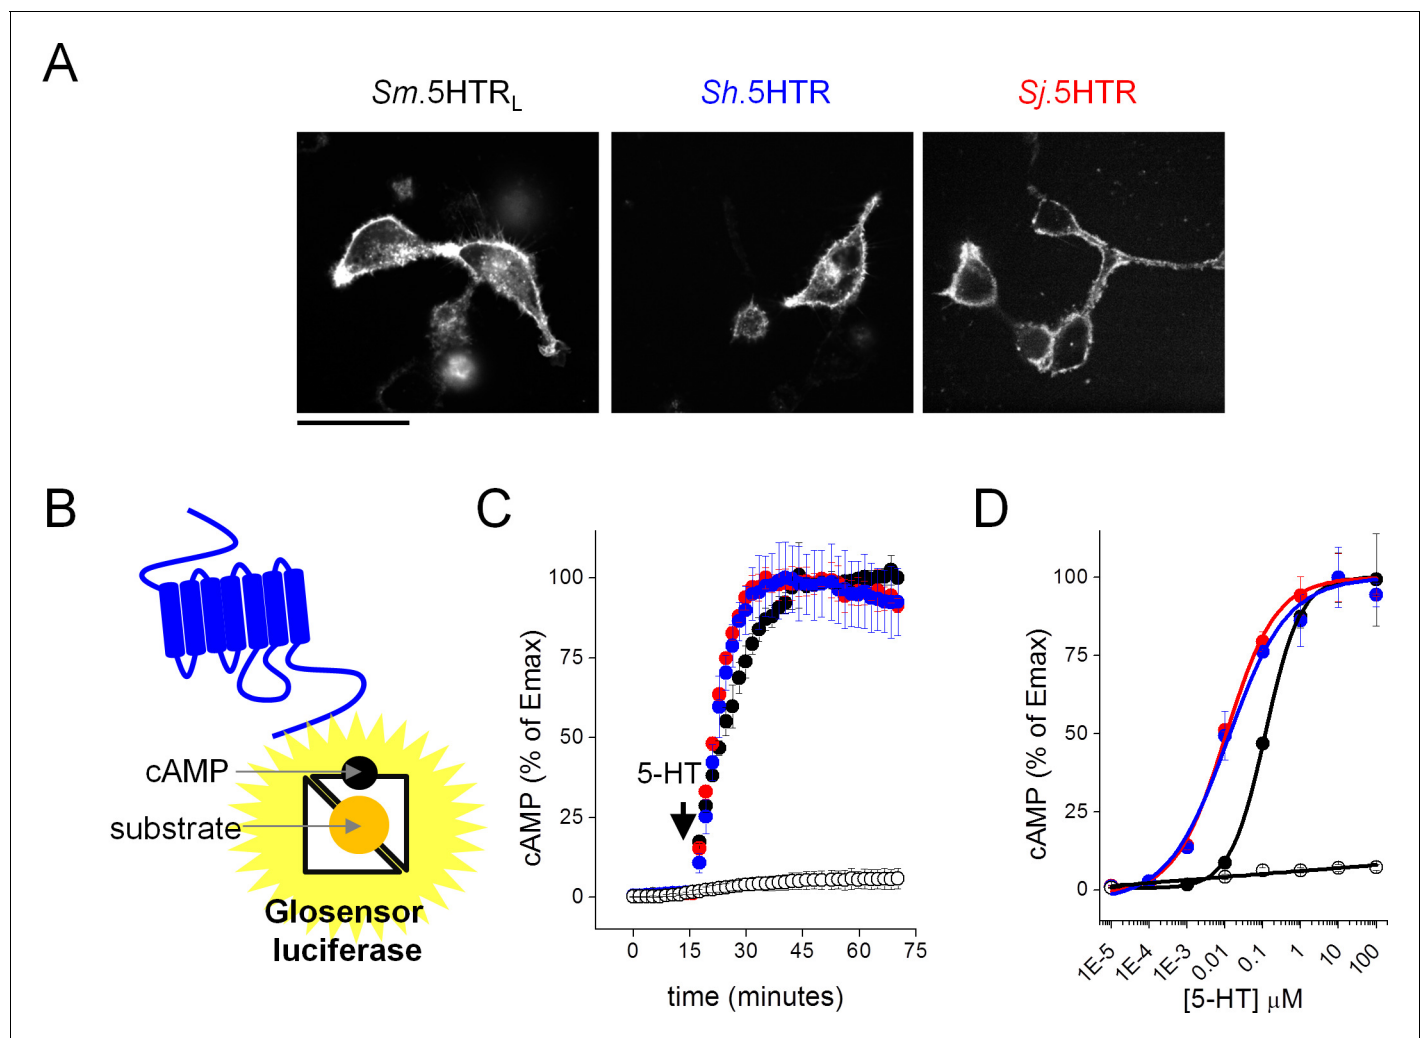 A
Sm.5HTRL
Sh.5HTR
Sj.5HTR
B
cAMP
substrate
Glosensor
luciferase
C
cAMP (% of Emax)
100
75
50
25
0
5-HT
0 15 30 45 60 75
time (minutes)
D
cAMP (% of Emax)
100
75
50
25
0
1E-5 1E-4 1E-3 0.01 0.1 1 10 100
[5-HT] μM